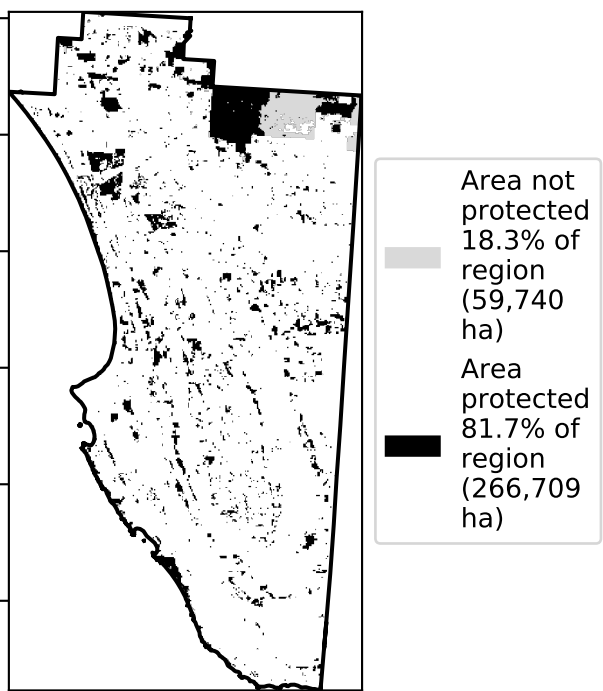 Area not
protected
18.3% of
region
(59,740
ha)
Area
protected
81.7% of
region
(266,709
ha)